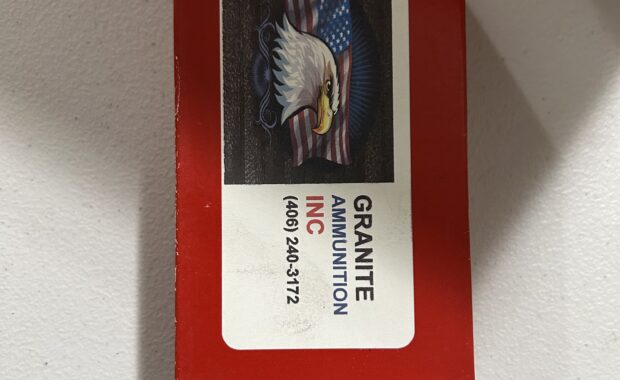 GRANITE
AMMUNITION
INC
(406) 240-3172